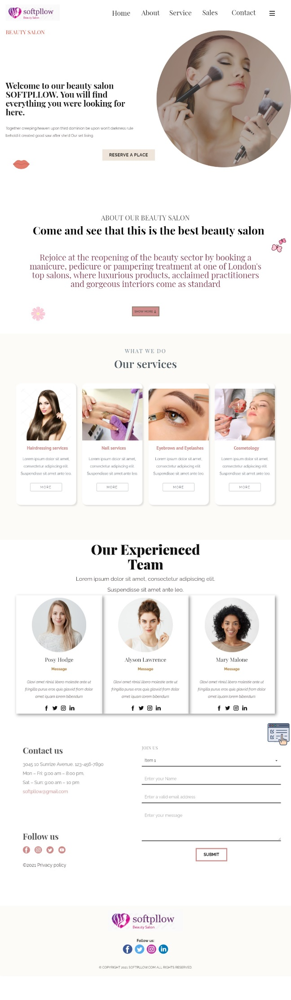 softpllow
Beauty Salon
Home About Service Sales Contact
BEAUTY SALON
Welcome to our beauty salon
SOFTPLLOW. You will find
everything you were looking for
here.
Together creeping heaven upon third dominion be upon won't darkness rule
behold it created good saw after she'd Our set living.
RESERVE A PLACE
ABOUT OUR BEAUTY SALON
Come and see that this is the best beauty salon
Rejoice at the reopening of the beauty sector by booking a
manicure, pedicure or pampering treatment at one of London's
top salons, where luxurious products, acclaimed practitioners
and gorgeous interiors come as standard
SHOW MORE ↓
WHAT WE DO
Our services
Hairdressing services
Lorem ipsum dolor sit amet,
consectetur adipiscing elit.
Suspendisse sit amet ante leo.
MORE
Nail services
Lorem ipsum dolor sit amet,
consectetur adipiscing elit.
Suspendisse sit amet ante leo.
MORE
Eyebrows and Eyelashes
Lorem ipsum dolor sit amet,
consectetur adipiscing elit.
Suspendisse sit amet ante leo.
MORE
Cosmetology
Lorem ipsum dolor sit amet,
consectetur adipiscing elit.
Suspendisse sit amet ante leo.
MORE
Our Experienced
Team
Lorem ipsum dolor sit amet, consectetur adipiscing elit.
Suspendisse sit amet ante leo.
Posy Hodge
Message
Glavi amet ritnisl libero molestie ante ut
fringilla purus eros quis glavrid from dolor
amet iquam lorem bibendum
Alyson Lawrence
Message
Glavi amet ritnisl libero molestie ante ut
fringilla purus eros quis glavrid from dolor
amet iquam lorem bibendum
Mary Malone
Message
Glavi amet ritnisl libero molestie ante ut
fringilla purus eros quis glavrid from dolor
amet iquam lorem bibendum
Contact us
3045 10 Sunrize Avenue. 123-456-7890
Mon – Fri: 9:00 am – 8:00 pm,
Sat – Sun: 9:00 am – 10 pm
softpllow@gmail.com
Follow us
©2021 Privacy policy
JOIN US
Item 1
Enter your Name
Enter a valid email address
Enter your message
SUBMIT
softpllow
Beauty Salon
Follow us:
© COPYRIGHT 2021 SOFTPLLOW.COM ALL RIGHTS RESERVED.